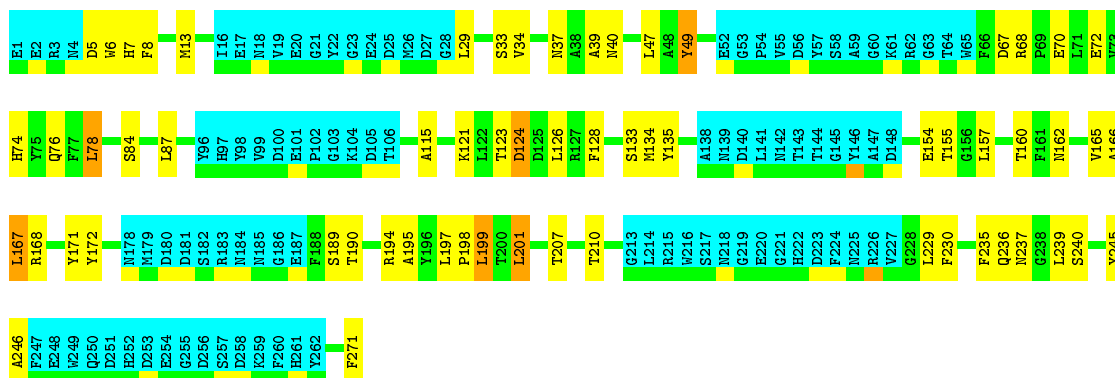 E1 E2 R3 N4 D5 W6 H7 F8 M13 I16 E17 N18 V19 E20 G21 Y22 G23 E24 D25 M26 D27 G28 L29 S33 V34 N37 A38 A39 N40 L47 A48 Y49 E52 G53 P54 V55 D56 Y57 S58 A59 G60 K61 R62 G63 T64 W65 F66 D67 R68 P69 E70 L71 E72 V73
H74 Y75 Q76 F77 L78 S84 L87 Y96 H97 Y98 V99 D100 E101 P102 G103 K104 D105 T106 A115 K121 L122 T123 D124 D125 L126 R127 F128 S133 M134 Y135 A138 N139 D140 L141 N142 T143 T144 G145 Y146 A147 D148 E154 T155 G156 L157 T160 F161 N162 V165 A166
L167 R168 Y171 Y172 N178 M179 D180 D181 S182 R183 N184 N185 G186 E187 F188 S189 T190 R194 A195 Y196 L197 P198 L199 T200 L201 T207 T210 G213 L214 R215 N216 S217 N218 G219 E220 G221 H222 D223 F224 N225 R226 V227 G228 L229 F230 F235 Q236 N237 G238 L239 S240
A246 F247 E248 W249 Q250 D251 H252 D253 E254 G255 D256 S257 D258 K259 F260 H261 Y262 F271